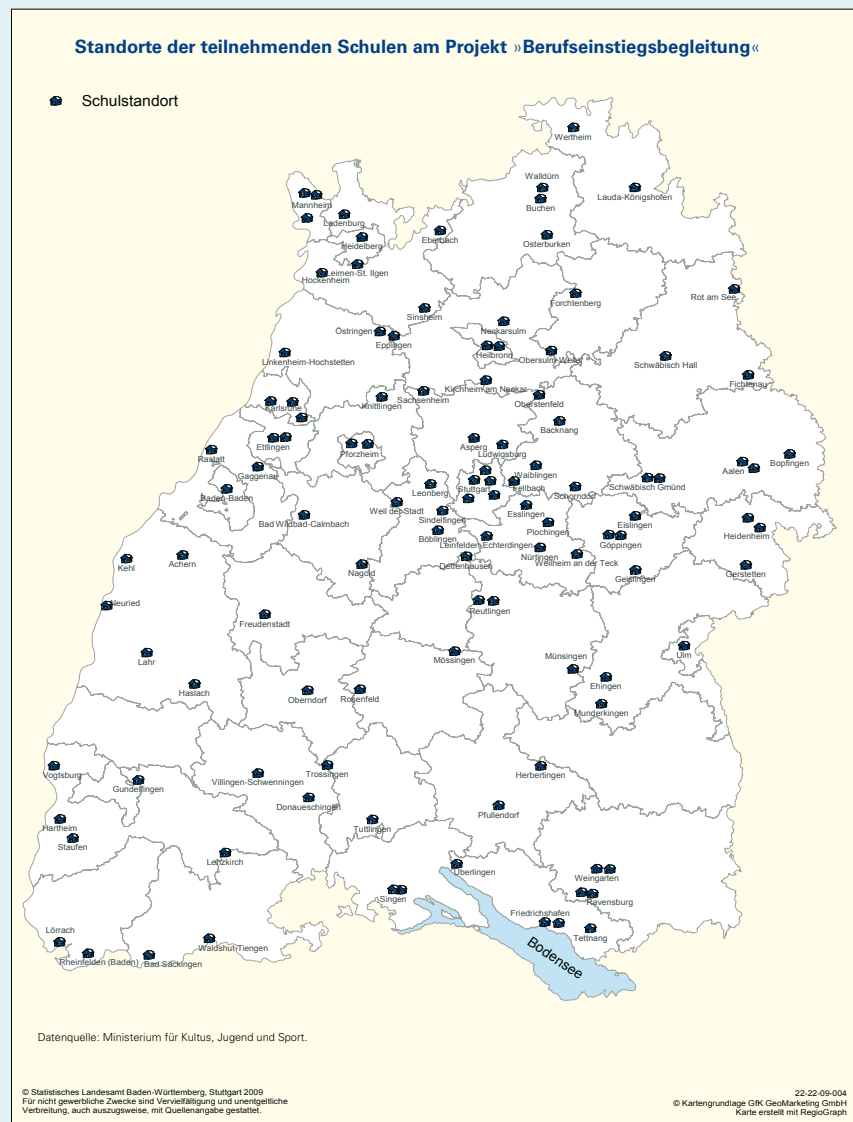 Standorte der teilnehmenden Schulen am Projekt »Berufseinstiegsbegleitung«
Schulstandort
Wertheim
Walldürn
Buchen
Lauda-Königshofen
Mannheim
Ladenburg
Eberbach
Heidelberg
Osterburken
Leimen-St. Ilgen
Hockenheim
Forchtenberg
Rot am See
Sinsheim
Östringen
Eppingen
Neckarsulm
Heilbronn
Obersulm-Weiler
Linkenheim-Hochstetten
Schwäbisch Hall
Fichtenau
Kirchheim am Neckar
Sachsenheim
Knittlingen
Oberstenfeld
Karlsruhe
Backnang
Ettlingen
Pforzheim
Asperg
Ludwigsburg
Rastatt
Gaggenau
Waiblingen
Aalen
Bopfingen
Baden-Baden
Leonberg
Stuttgart
Fellbach
Schorndorf
Schwäbisch Gmünd
Weil der Stadt
Bad Wildbad-Calmbach
Sindelfingen
Esslingen
Plochingen
Eislingen
Göppingen
Heidenheim
Böblingen
Leinfelden Echterdingen
Nürtingen
Dettenhausen
Weilheim an der Teck
Geislingen
Gerstetten
Kehl
Achern
Nagold
Neuried
Freudenstadt
Reutlingen
Lahr
Mössingen
Münsingen
Ulm
Haslach
Oberndorf
Rosenfeld
Ehingen
Munderkingen
Vogtsburg
Gundelfingen
Villingen-Schwenningen
Trossingen
Herbertingen
Donaueschingen
Pfullendorf
Hartheim
Staufen
Tuttlingen
Lenzkirch
Überlingen
Weingarten
Singen
Ravensburg
Friedrichshafen
Tettnang
Lörrach
Waldshut-Tiengen
Rheinfelden (Baden)
Bad Säckingen
Bodensee
Datenquelle: Ministerium für Kultus, Jugend und Sport.
© Statistisches Landesamt Baden-Württemberg, Stuttgart 2009
Für nicht gewerbliche Zwecke sind Vervielfältigung und unentgeltliche
Verbreitung, auch auszugsweise, mit Quellenangabe gestattet.
22-22-09-004
© Kartengrundlage GfK GeoMarketing GmbH
Karte erstellt mit RegioGraph